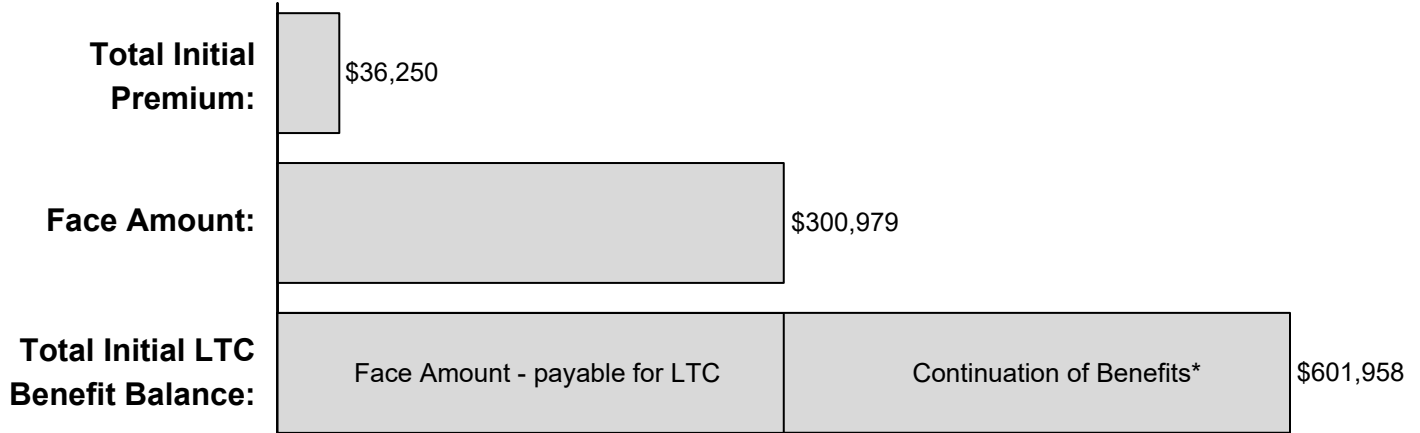 Total Initial
Premium:
$36,250
Face Amount:
$300,979
Total Initial LTC
Benefit Balance:
Face Amount - payable for LTC
Continuation of Benefits*
$601,958